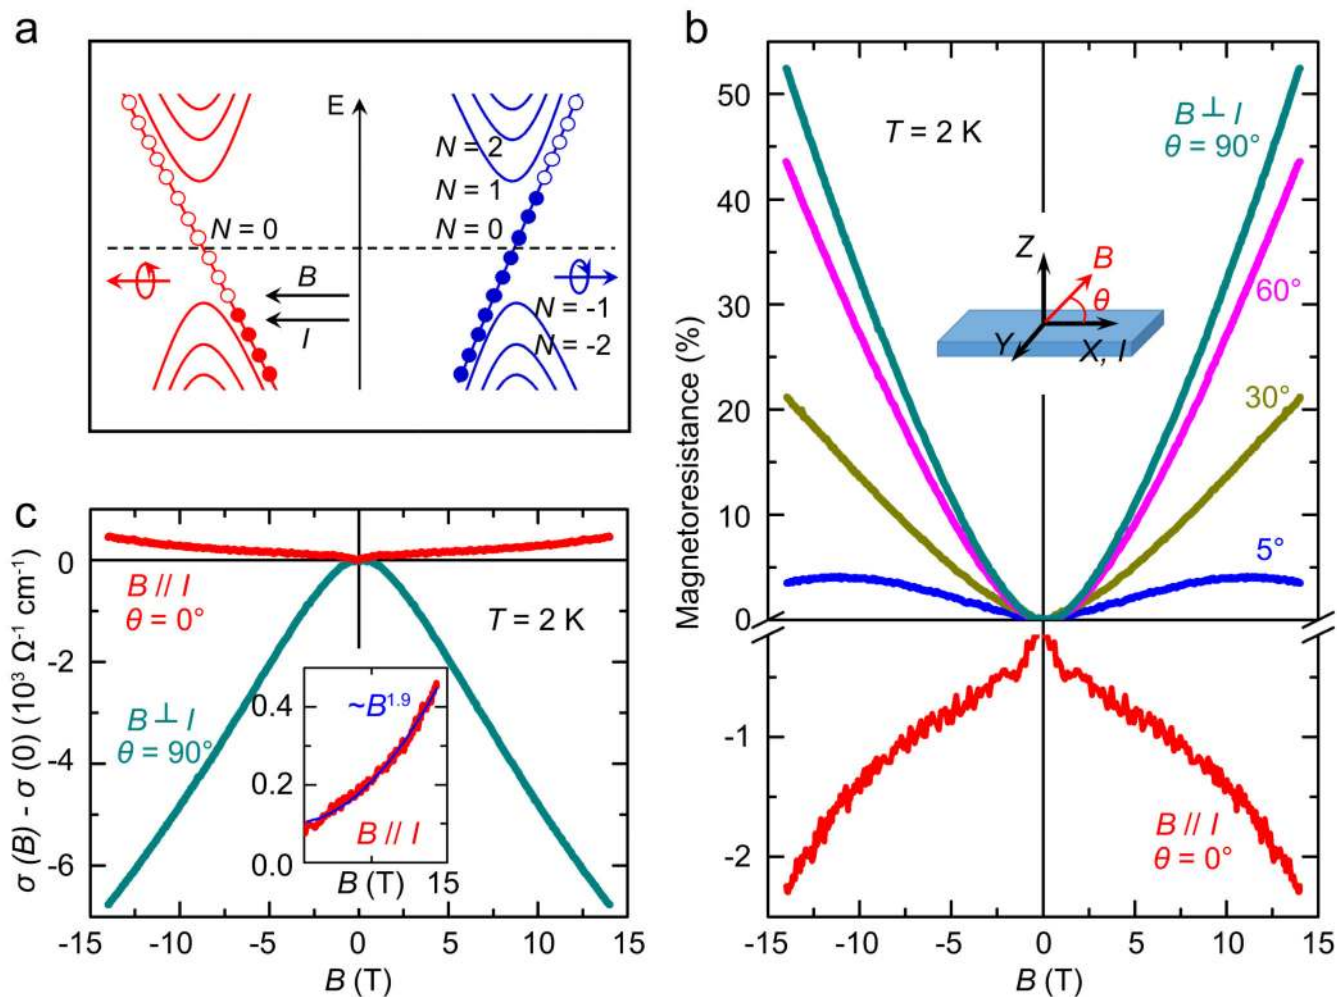 a
E
N = 2
N = 1
N = 0
N = 0
B
I
N = -1
N = -2
b
50
40
30
20
10
0
-1
-2
Magnetoresistance (%)
T = 2 K
B ⊥ I
θ = 90°
60°
30°
5°
Z
B
θ
Y
X, I
B // I
θ = 0°
-15
-10
-5
0
5
10
15
B (T)
c
0
-2
-4
-6
σ (B) - σ (0) (10³ Ω⁻¹ cm⁻¹)
B // I
θ = 0°
T = 2 K
B ⊥ I
θ = 90°
0.4
0.2
0.0
~B¹·⁹
B // I
B (T)
15
-15
-10
-5
0
5
10
15
B (T)